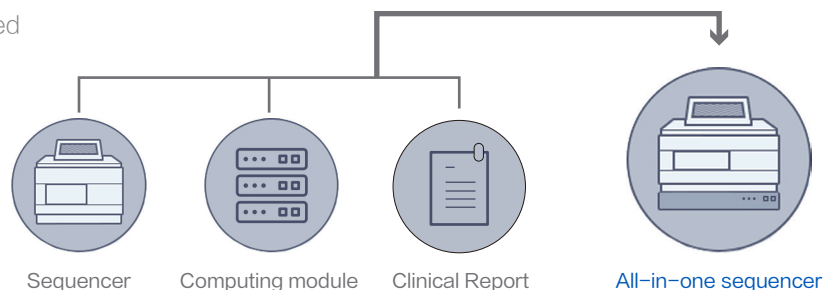 Sequencer
Computing module
Clinical Report
All-in-one sequencer